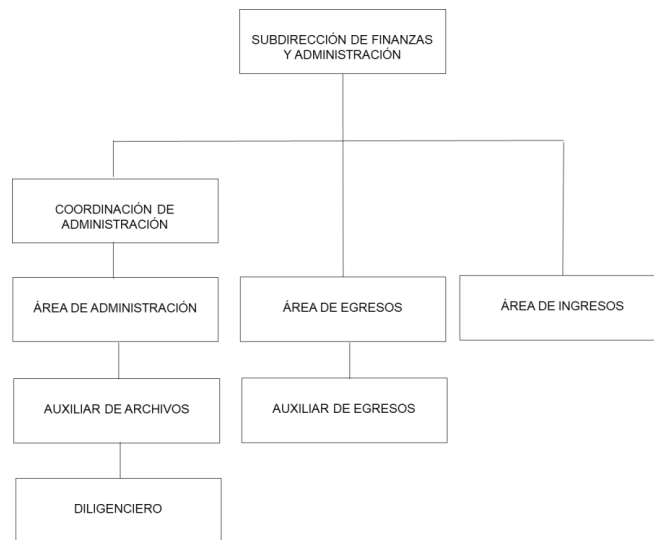 SUBDIRECCIÓN DE FINANZAS
Y ADMINISTRACIÓN
COORDINACIÓN DE
ADMINISTRACIÓN
ÁREA DE ADMINISTRACIÓN
ÁREA DE EGRESOS
ÁREA DE INGRESOS
AUXILIAR DE ARCHIVOS
AUXILIAR DE EGRESOS
DILIGENCIERO